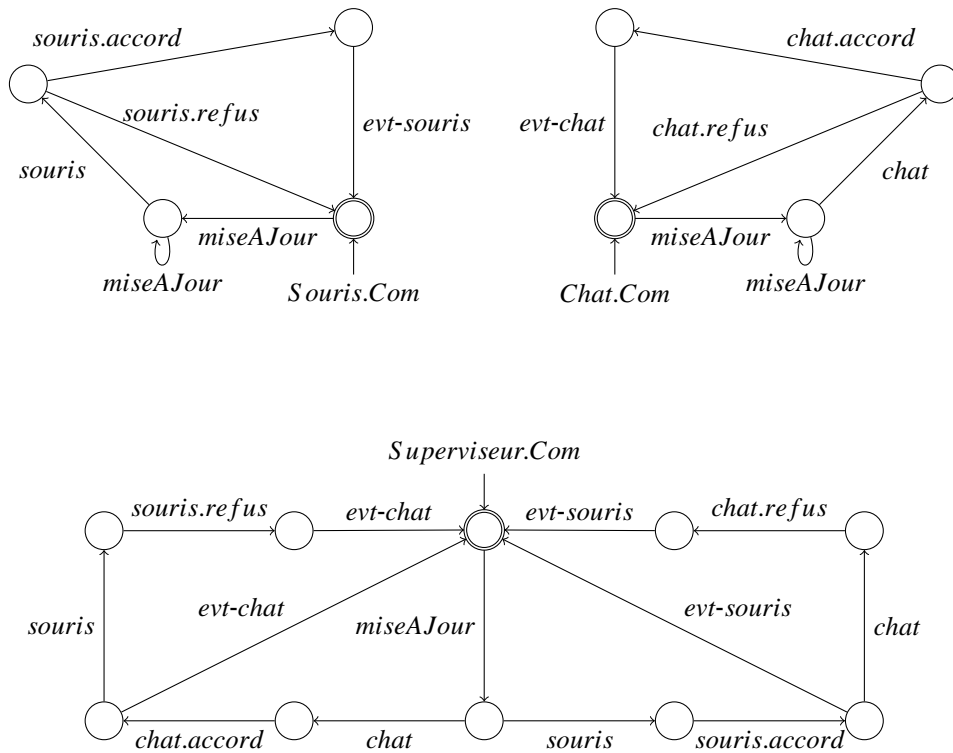 souris.accord
chat.accord
souris.refus
evt-souris
evt-chat
chat.refus
souris
chat
miseAJour
miseAJour
miseAJour
miseAJour
Souris.Com
Chat.Com
Superviseur.Com
souris.refus
evt-chat
evt-souris
chat.refus
evt-chat
evt-souris
souris
miseAJour
chat
chat.accord
chat
souris
souris.accord